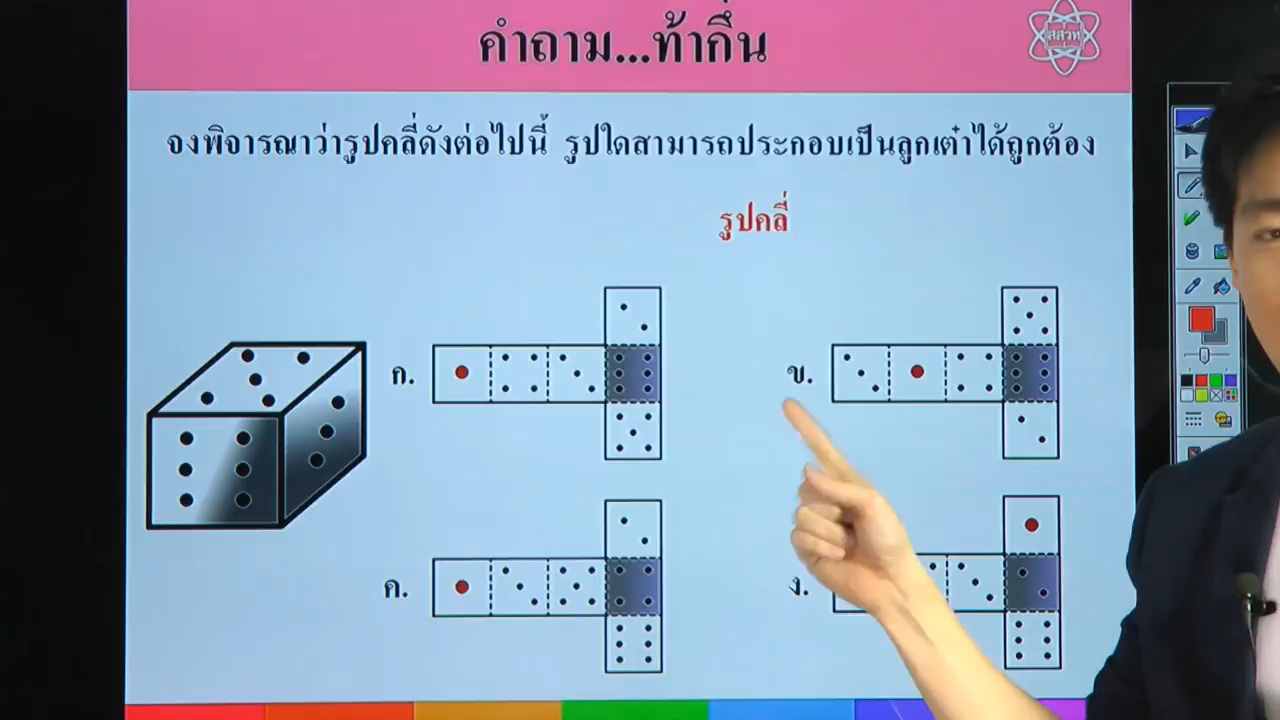 คำถาม...ท้ากึ๋น
สสวท
จงพิจารณาว่ารูปคลี่ดังต่อไปนี้ รูปใดสามารถประกอบเป็นลูกเต๋าได้ถูกต้อง
รูปคลี่
ก.
ข.
ค.
ง.